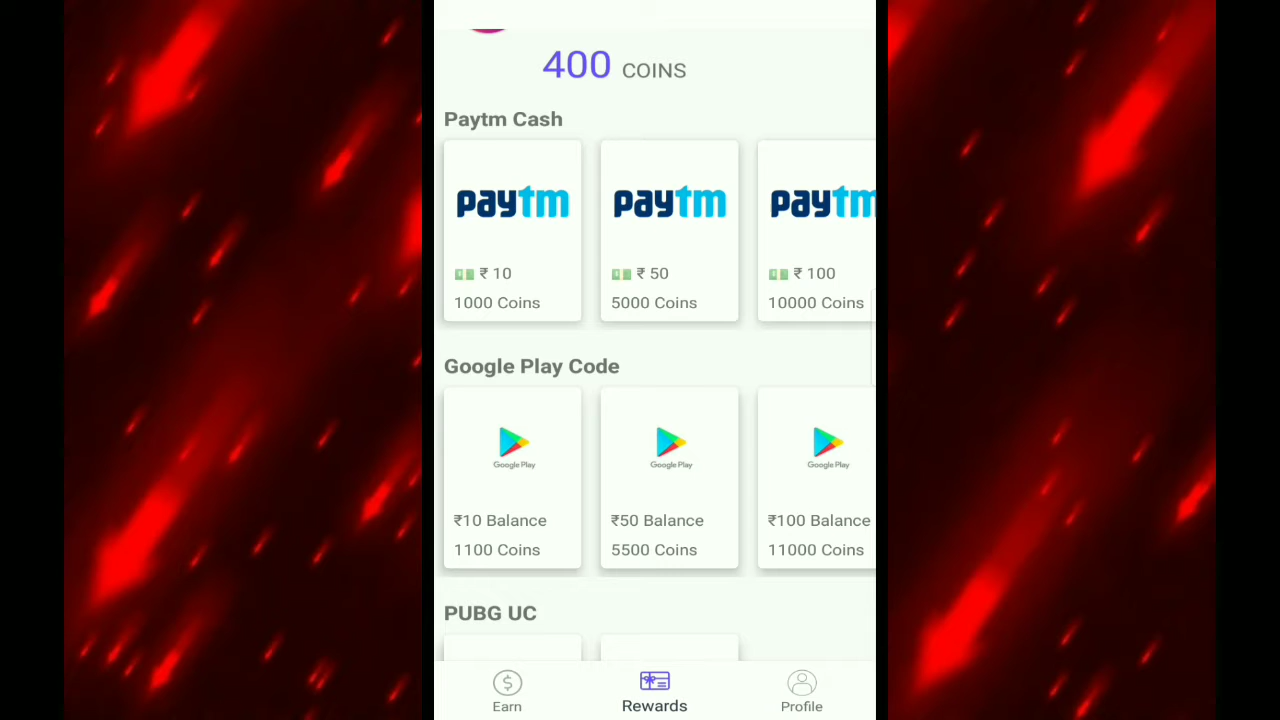 400 COINS
Paytm Cash
paytm paytm paytm
₹ 10 ₹ 50 ₹ 100
1000 Coins 5000 Coins 10000 Coins
Google Play Code
Google Play Google Play Google Play
₹10 Balance ₹50 Balance ₹100 Balance
1100 Coins 5500 Coins 11000 Coins
PUBG UC
Earn Rewards Profile